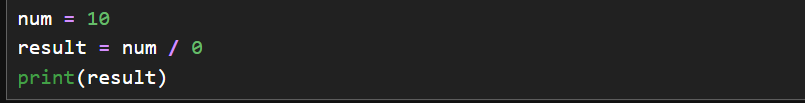 num = 10
result = num / 0
print(result)